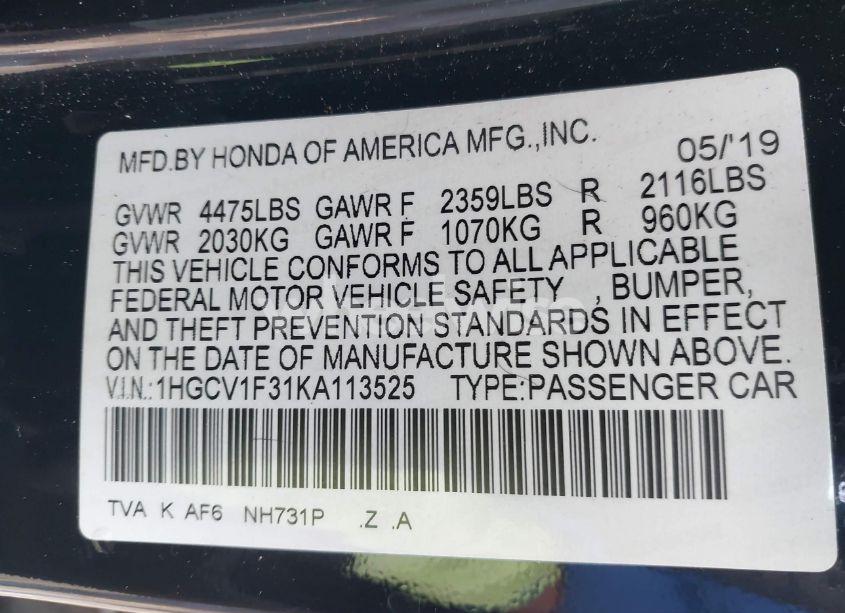 MFD.BY HONDA OF AMERICA MFG.,INC. 05/'19
GVWR 4475LBS GAWR F 2359LBS R 2116LBS
GVWR 2030KG GAWR F 1070KG R 960KG
THIS VEHICLE CONFORMS TO ALL APPLICABLE
FEDERAL MOTOR VEHICLE SAFETY , BUMPER,
AND THEFT PREVENTION STANDARDS IN EFFECT
ON THE DATE OF MANUFACTURE SHOWN ABOVE.
V.I.N.:1HGCV1F31KA113525 TYPE:PASSENGER CAR
TVA K AF6 NH731P .Z .A